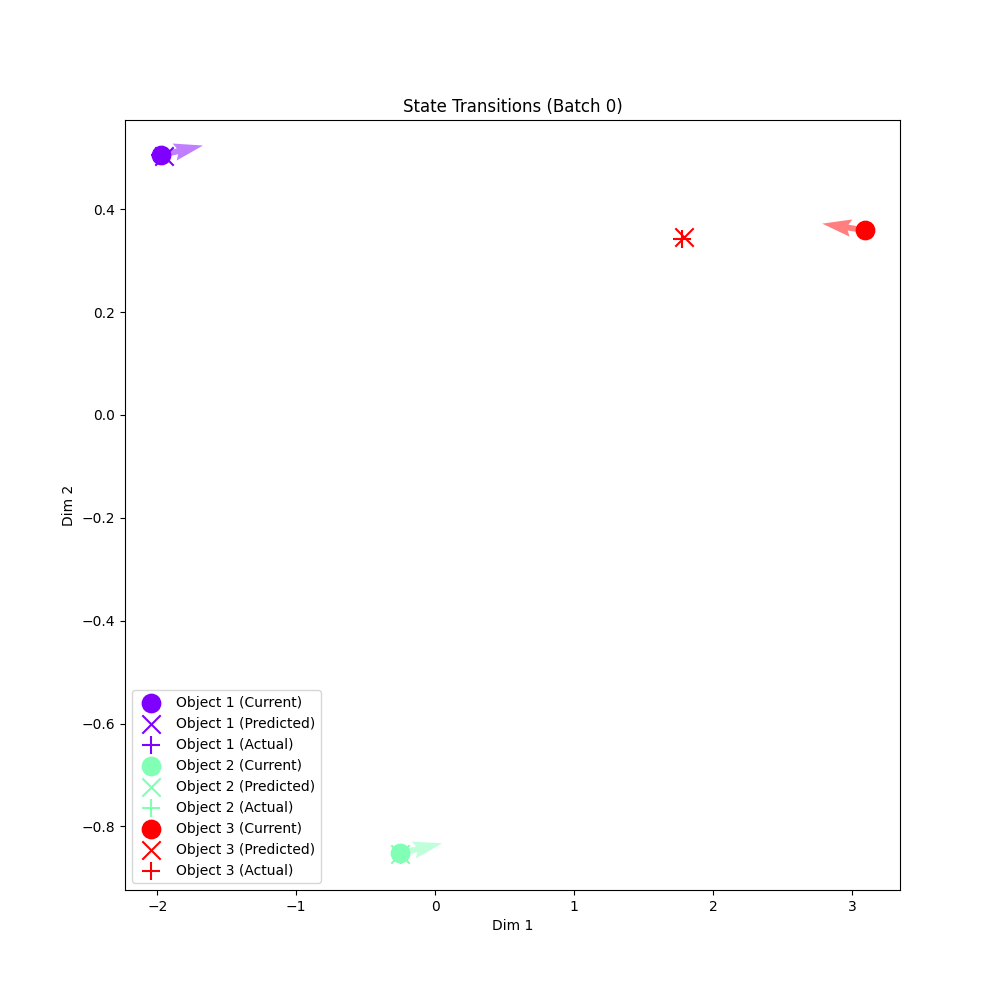 State Transitions (Batch 0)
0.4
0.2
0.0
−0.2
−0.4
−0.6
−0.8
Dim 2
Object 1 (Current)
Object 1 (Predicted)
Object 1 (Actual)
Object 2 (Current)
Object 2 (Predicted)
Object 2 (Actual)
Object 3 (Current)
Object 3 (Predicted)
Object 3 (Actual)
−2 −1 0 1 2 3
Dim 1